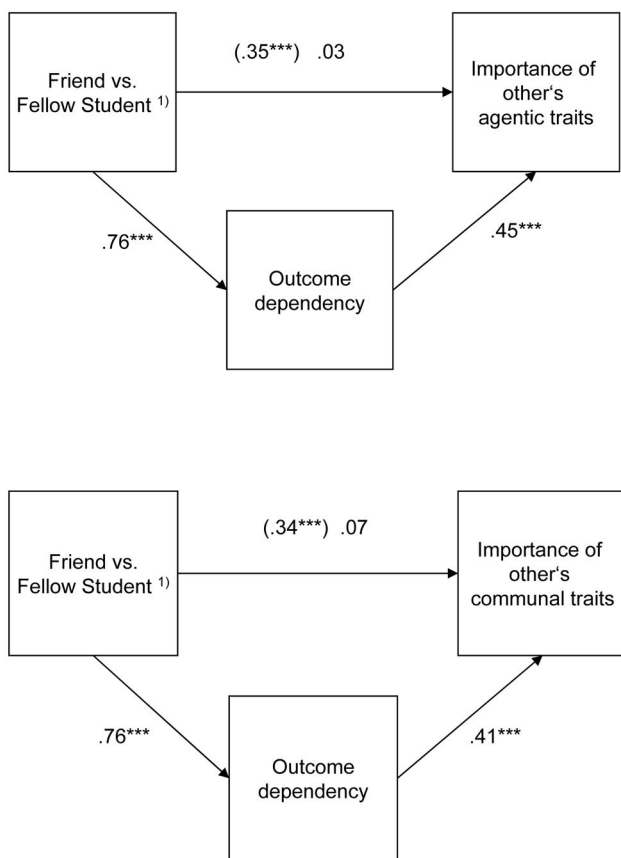 (.35***) .03
Friend vs.
Fellow Student 1)
Importance of
other‘s
agentic traits
.76***
.45***
Outcome
dependency
(.34***) .07
Friend vs.
Fellow Student 1)
Importance of
other‘s
communal traits
.76***
.41***
Outcome
dependency